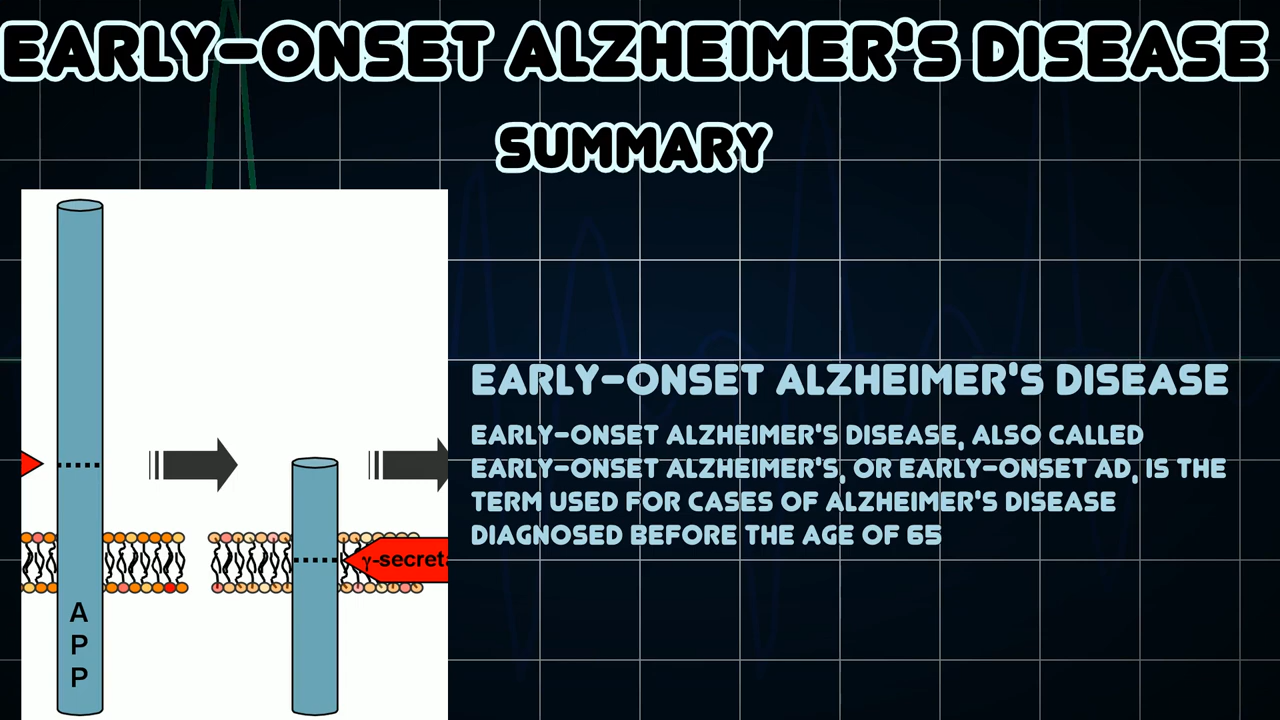 EARLY-ONSET ALZHEIMER'S DISEASE
SUMMARY
EARLY-ONSET ALZHEIMER'S DISEASE
EARLY-ONSET ALZHEIMER'S DISEASE, ALSO CALLED
EARLY-ONSET ALZHEIMER'S, OR EARLY-ONSET AD, IS THE
TERM USED FOR CASES OF ALZHEIMER'S DISEASE
DIAGNOSED BEFORE THE AGE OF 65
γ-secreta
A
P
P